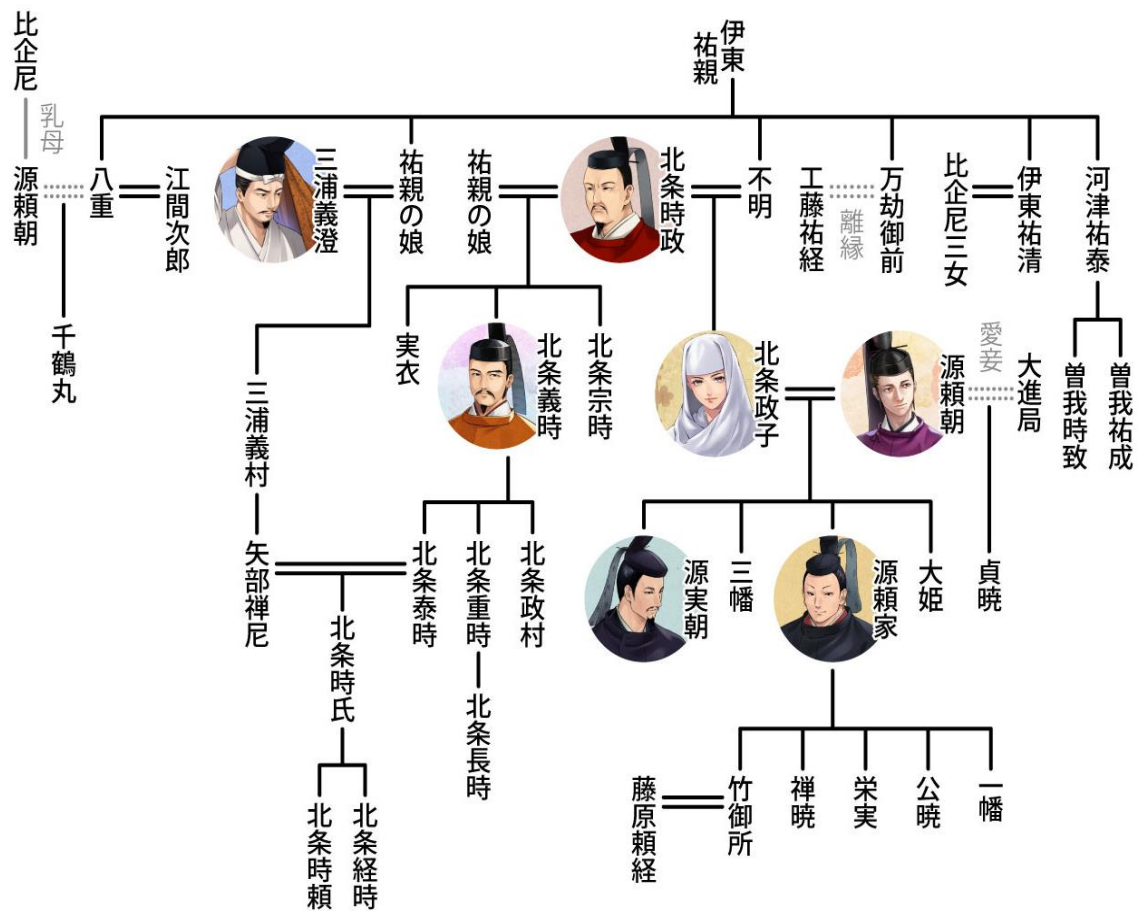 比企尼
乳母
伊東
祐親
源頼朝
八重
江間次郎
三浦義澄
祐親の娘
祐親の娘
北条時政
不明
工藤祐経
離縁
万劫御前
比企尼三女
伊東祐清
河津祐泰
千鶴丸
三浦義村
実衣
北条義時
北条宗時
北条政子
源頼朝
愛妾
大進局
曽我時致
曽我祐成
矢部禅尼
北条時氏
北条泰時
北条重時
北条政村
源実朝
三幡
源頼家
大姫
貞暁
北条長時
北条時頼
北条経時
藤原頼経
竹御所
禅暁
栄実
公暁
一幡